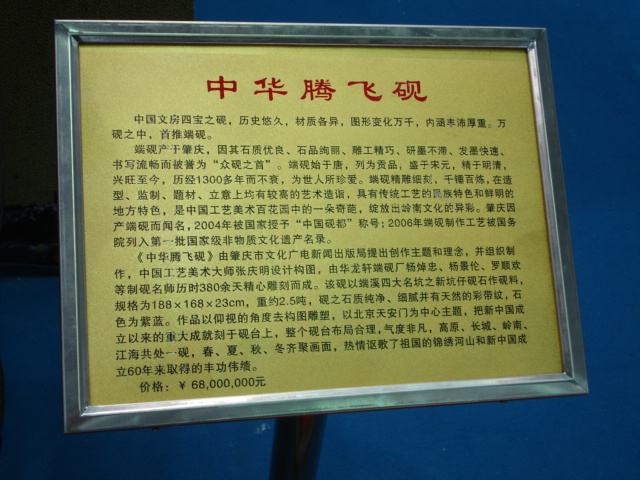 中华腾飞砚
中国文房四宝之砚，历史悠久，材质各异，图形变化万千，内涵丰沛厚重。万
砚之中，首推端砚。
端砚产于肇庆，因其石质优良、石品绚丽、雕工精巧、研墨不滞、发墨快速、
书写流畅而被誉为“众砚之首”。端砚始于唐，列为贡品，盛于宋元，精于明清，
兴旺至今，历经1300多年而不衰，为世人所珍爱。端砚精雕细刻，千锤百炼，在造
型、监制、题材、立意上均有较高的艺术造诣，具有传统工艺的民族特色和鲜明的
地方特色，是中国工艺美术百花园中的一朵奇葩，绽放出岭南文化的异彩。肇庆因
产端砚而闻名，2004年被国家授予“中国砚都”称号；2006年端砚制作工艺被国务
院列入第一批国家级非物质文化遗产名录。
《中华腾飞砚》由肇庆市文化广电新闻出版局提出创作主题和理念，并组织制
作，中国工艺美术大师张庆明设计构图，由华龙轩端砚厂杨焯忠、杨景伦、罗顺欢
等制砚名师历时380余天精心雕刻而成。该砚以端溪四大名坑之新坑仔砚石作砚料，
规格为188×168×23cm，重约2.5吨，砚之石质纯净、细腻并有天然的彩带纹，石
色为紫蓝。作品以仰视的角度去构图雕塑，以北京天安门为中心主题，把新中国成
立以来的重大成就刻于砚台上，整个砚台布局合理，气度非凡，高原、长城、岭南、
江海共处一砚，春、夏、秋、冬齐聚画面，热情讴歌了祖国的锦绣河山和新中国成
立60年来取得的丰功伟绩。
价格：￥68,000,000元